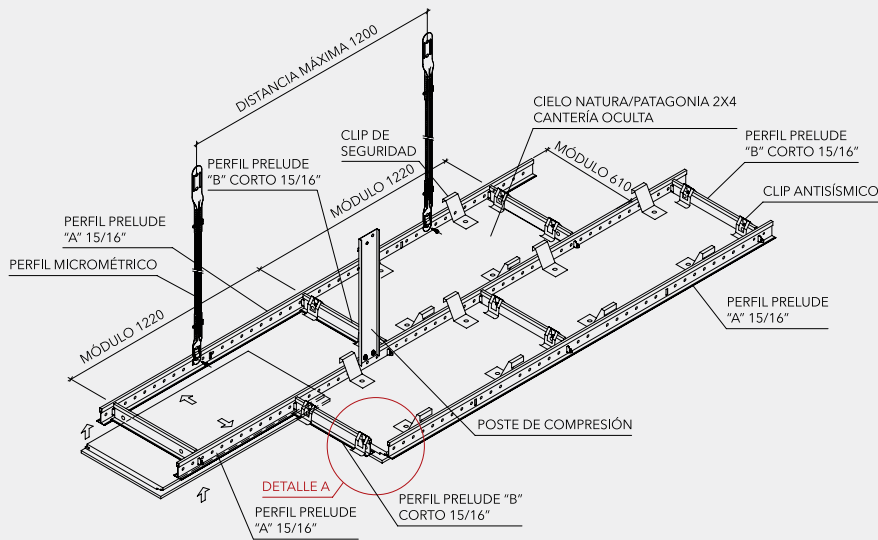 DISTANCIA MÁXIMA 1200
CIELO NATURA/PATAGONIA 2X4
CANTERÍA OCULTA
CLIP DE
SEGURIDAD
PERFIL PRELUDE
"B" CORTO 15/16"
PERFIL PRELUDE
"B" CORTO 15/16"
MÓDULO 1220
MÓDULO 610
CLIP ANTISÍSMICO
PERFIL PRELUDE
"A" 15/16"
PERFIL MICROMÉTRICO
MÓDULO 1220
PERFIL PRELUDE
"A" 15/16"
POSTE DE COMPRESIÓN
DETALLE A
PERFIL PRELUDE "B"
CORTO 15/16"
PERFIL PRELUDE
"A" 15/16"